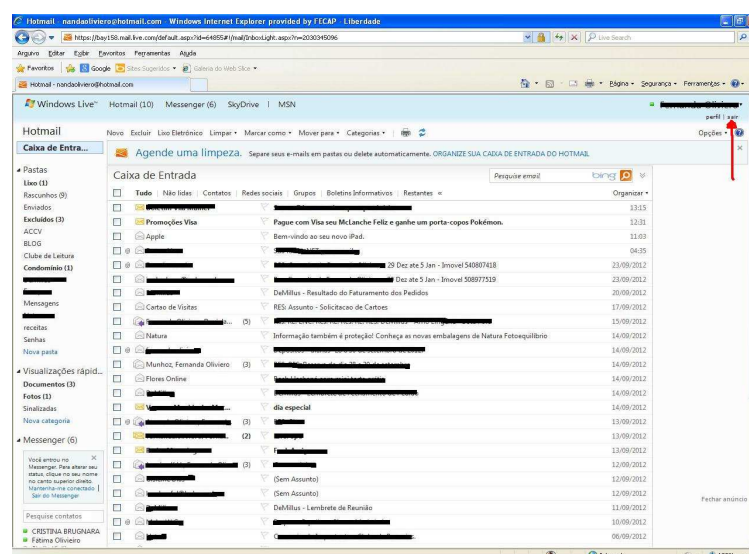 Hotmail - nandaoliviero@hotmail.com - Windows Internet Explorer provided by FECAP - Liberdade
https://bay158.mail.live.com/default.aspx?id=64855#!/mail/InboxLight.aspx?n=2030345096
Live Search
Arquivo Editar Exibir Favoritos Ferramentas Ajuda
Favoritos Google Sites Sugeridos Galeria do Web Slice
Hotmail - nandaoliviero@hotmail.com
Página Segurança Ferramentas
Windows Live™ Hotmail (10) Messenger (6) SkyDrive | MSN
perfil | sair
Hotmail
Novo Excluir Lixo Eletrônico Limpar Marcar como Mover para Categorias
Opções
Caixa de Entra...
Agende uma limpeza. Separe seus e-mails em pastas ou delete automaticamente. ORGANIZE SUA CAIXA DE ENTRADA DO HOTMAIL
Pastas
Lixo (1)
Rascunhos (9)
Enviados
Excluídos (3)
ACCV
BLOG
Clube de Leitura
Condomínio (1)
Mensagens
receitas
Senhas
Nova pasta
Visualizações rápid...
Documentos (3)
Fotos (1)
Sinalizadas
Nova categoria
Messenger (6)
Você entrou no
Messenger. Para alterar seu
status, clique no seu nome
no canto superior direito.
Mantenha-me conectado |
Sair do Messenger
Pesquise contatos
CRISTINA BRUGNARA
Fátima Olivieiro
Caixa de Entrada
Pesquise email
bing
Tudo Não lidas Contatos Redes sociais Grupos Boletins Informativos Restantes
Organizar
13:15
Promoções Visa Pague com Visa seu McLanche Feliz e ganhe um porta-copos Pokémon. 12:31
Apple Bem-vindo ao seu novo iPad. 11:03
04:35
29 Dez ate 5 Jan - Imovel 540807418 23/09/2012
Dez ate 5 Jan - Imovel 508977519 23/09/2012
DeMillus - Resultado do Faturamento dos Pedidos 20/09/2012
Cartao de Visitas RES: Assunto - Solicitacao de Cartoes 17/09/2012
(5) 15/09/2012
Natura Informação também é proteção! Conheça as novas embalagens de Natura Fotoequilíbrio 14/09/2012
14/09/2012
Munhoz, Fernanda Oliviero (3) 14/09/2012
Flores Online 14/09/2012
14/09/2012
dia especial 14/09/2012
(3) 13/09/2012
(2) 13/09/2012
13/09/2012
(3) 12/09/2012
(Sem Assunto) 12/09/2012
(Sem Assunto) 12/09/2012
DeMillus - Lembrete de Reunião 11/09/2012
10/09/2012
06/09/2012
Fechar anúncio